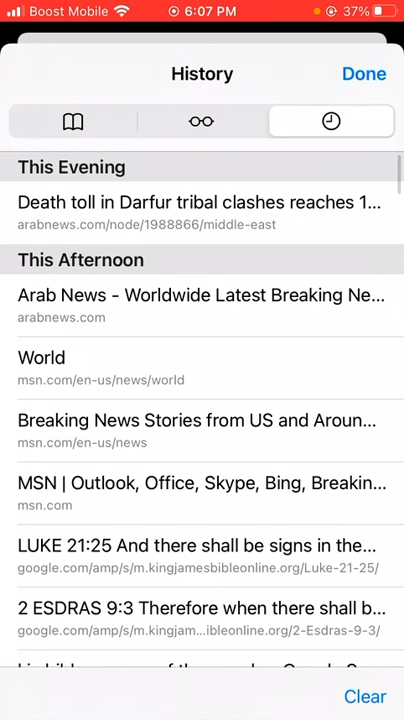 Boost Mobile 6:07 PM 37%
History
Done
This Evening
Death toll in Darfur tribal clashes reaches 1...
arabnews.com/node/1988866/middle-east
This Afternoon
Arab News - Worldwide Latest Breaking Ne...
arabnews.com
World
msn.com/en-us/news/world
Breaking News Stories from US and Aroun...
msn.com/en-us/news
MSN | Outlook, Office, Skype, Bing, Breakin...
msn.com
LUKE 21:25 And there shall be signs in the...
google.com/amp/s/m.kingjamesbibleonline.org/Luke-21-25/
2 ESDRAS 9:3 Therefore when there shall b...
google.com/amp/s/m.kingjam...ibleonline.org/2-Esdras-9-3/
Clear